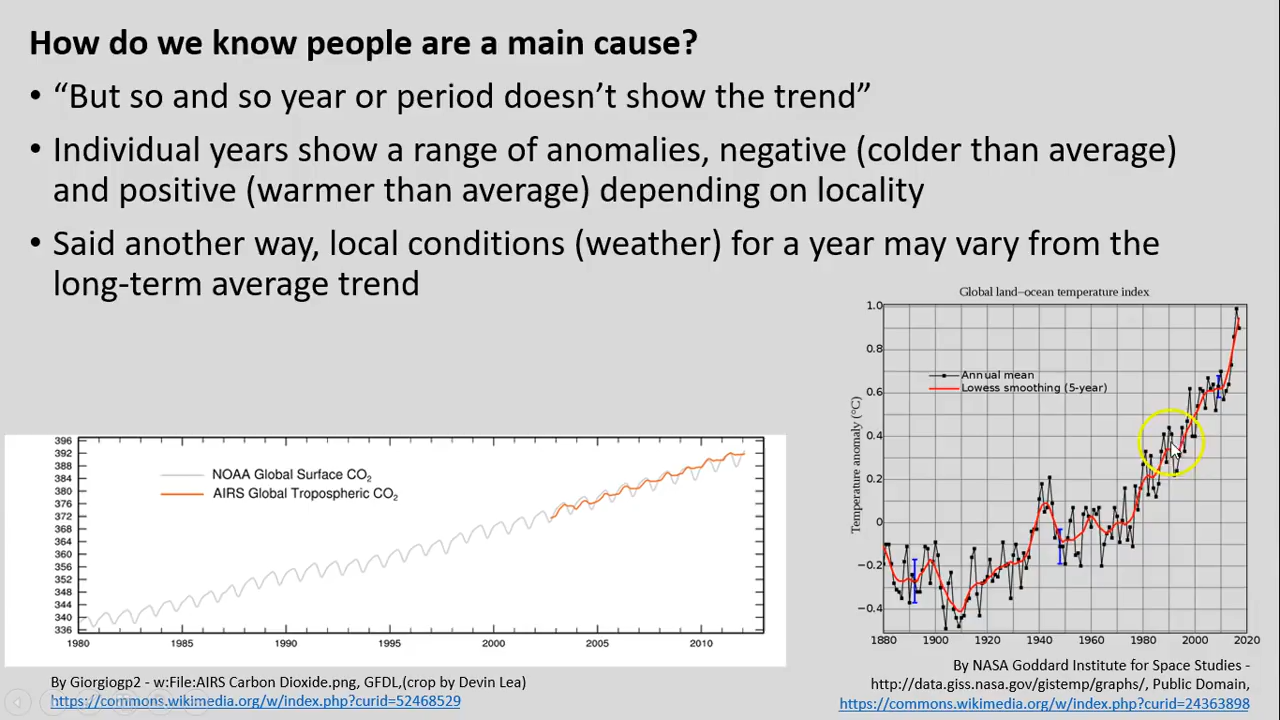 How do we know people are a main cause?
• “But so and so year or period doesn’t show the trend”
• Individual years show a range of anomalies, negative (colder than average)
and positive (warmer than average) depending on locality
• Said another way, local conditions (weather) for a year may vary from the
long-term average trend
Global land−ocean temperature index
1.0
0.8
0.6
0.4
0.2
0
−0.2
−0.4
Temperature anomaly (°C)
Annual mean
Lowess smoothing (5-year)
1880 1900 1920 1940 1960 1980 2000 2020
396
392
388
384
380
376
372
368
364
360
356
352
348
344
340
336
NOAA Global Surface CO₂
AIRS Global Tropospheric CO₂
1980 1985 1990 1995 2000 2005 2010
By Giorgiogp2 - w:File:AIRS Carbon Dioxide.png, GFDL,(crop by Devin Lea)
https://commons.wikimedia.org/w/index.php?curid=52468529
By NASA Goddard Institute for Space Studies -
http://data.giss.nasa.gov/gistemp/graphs/, Public Domain,
https://commons.wikimedia.org/w/index.php?curid=24363898